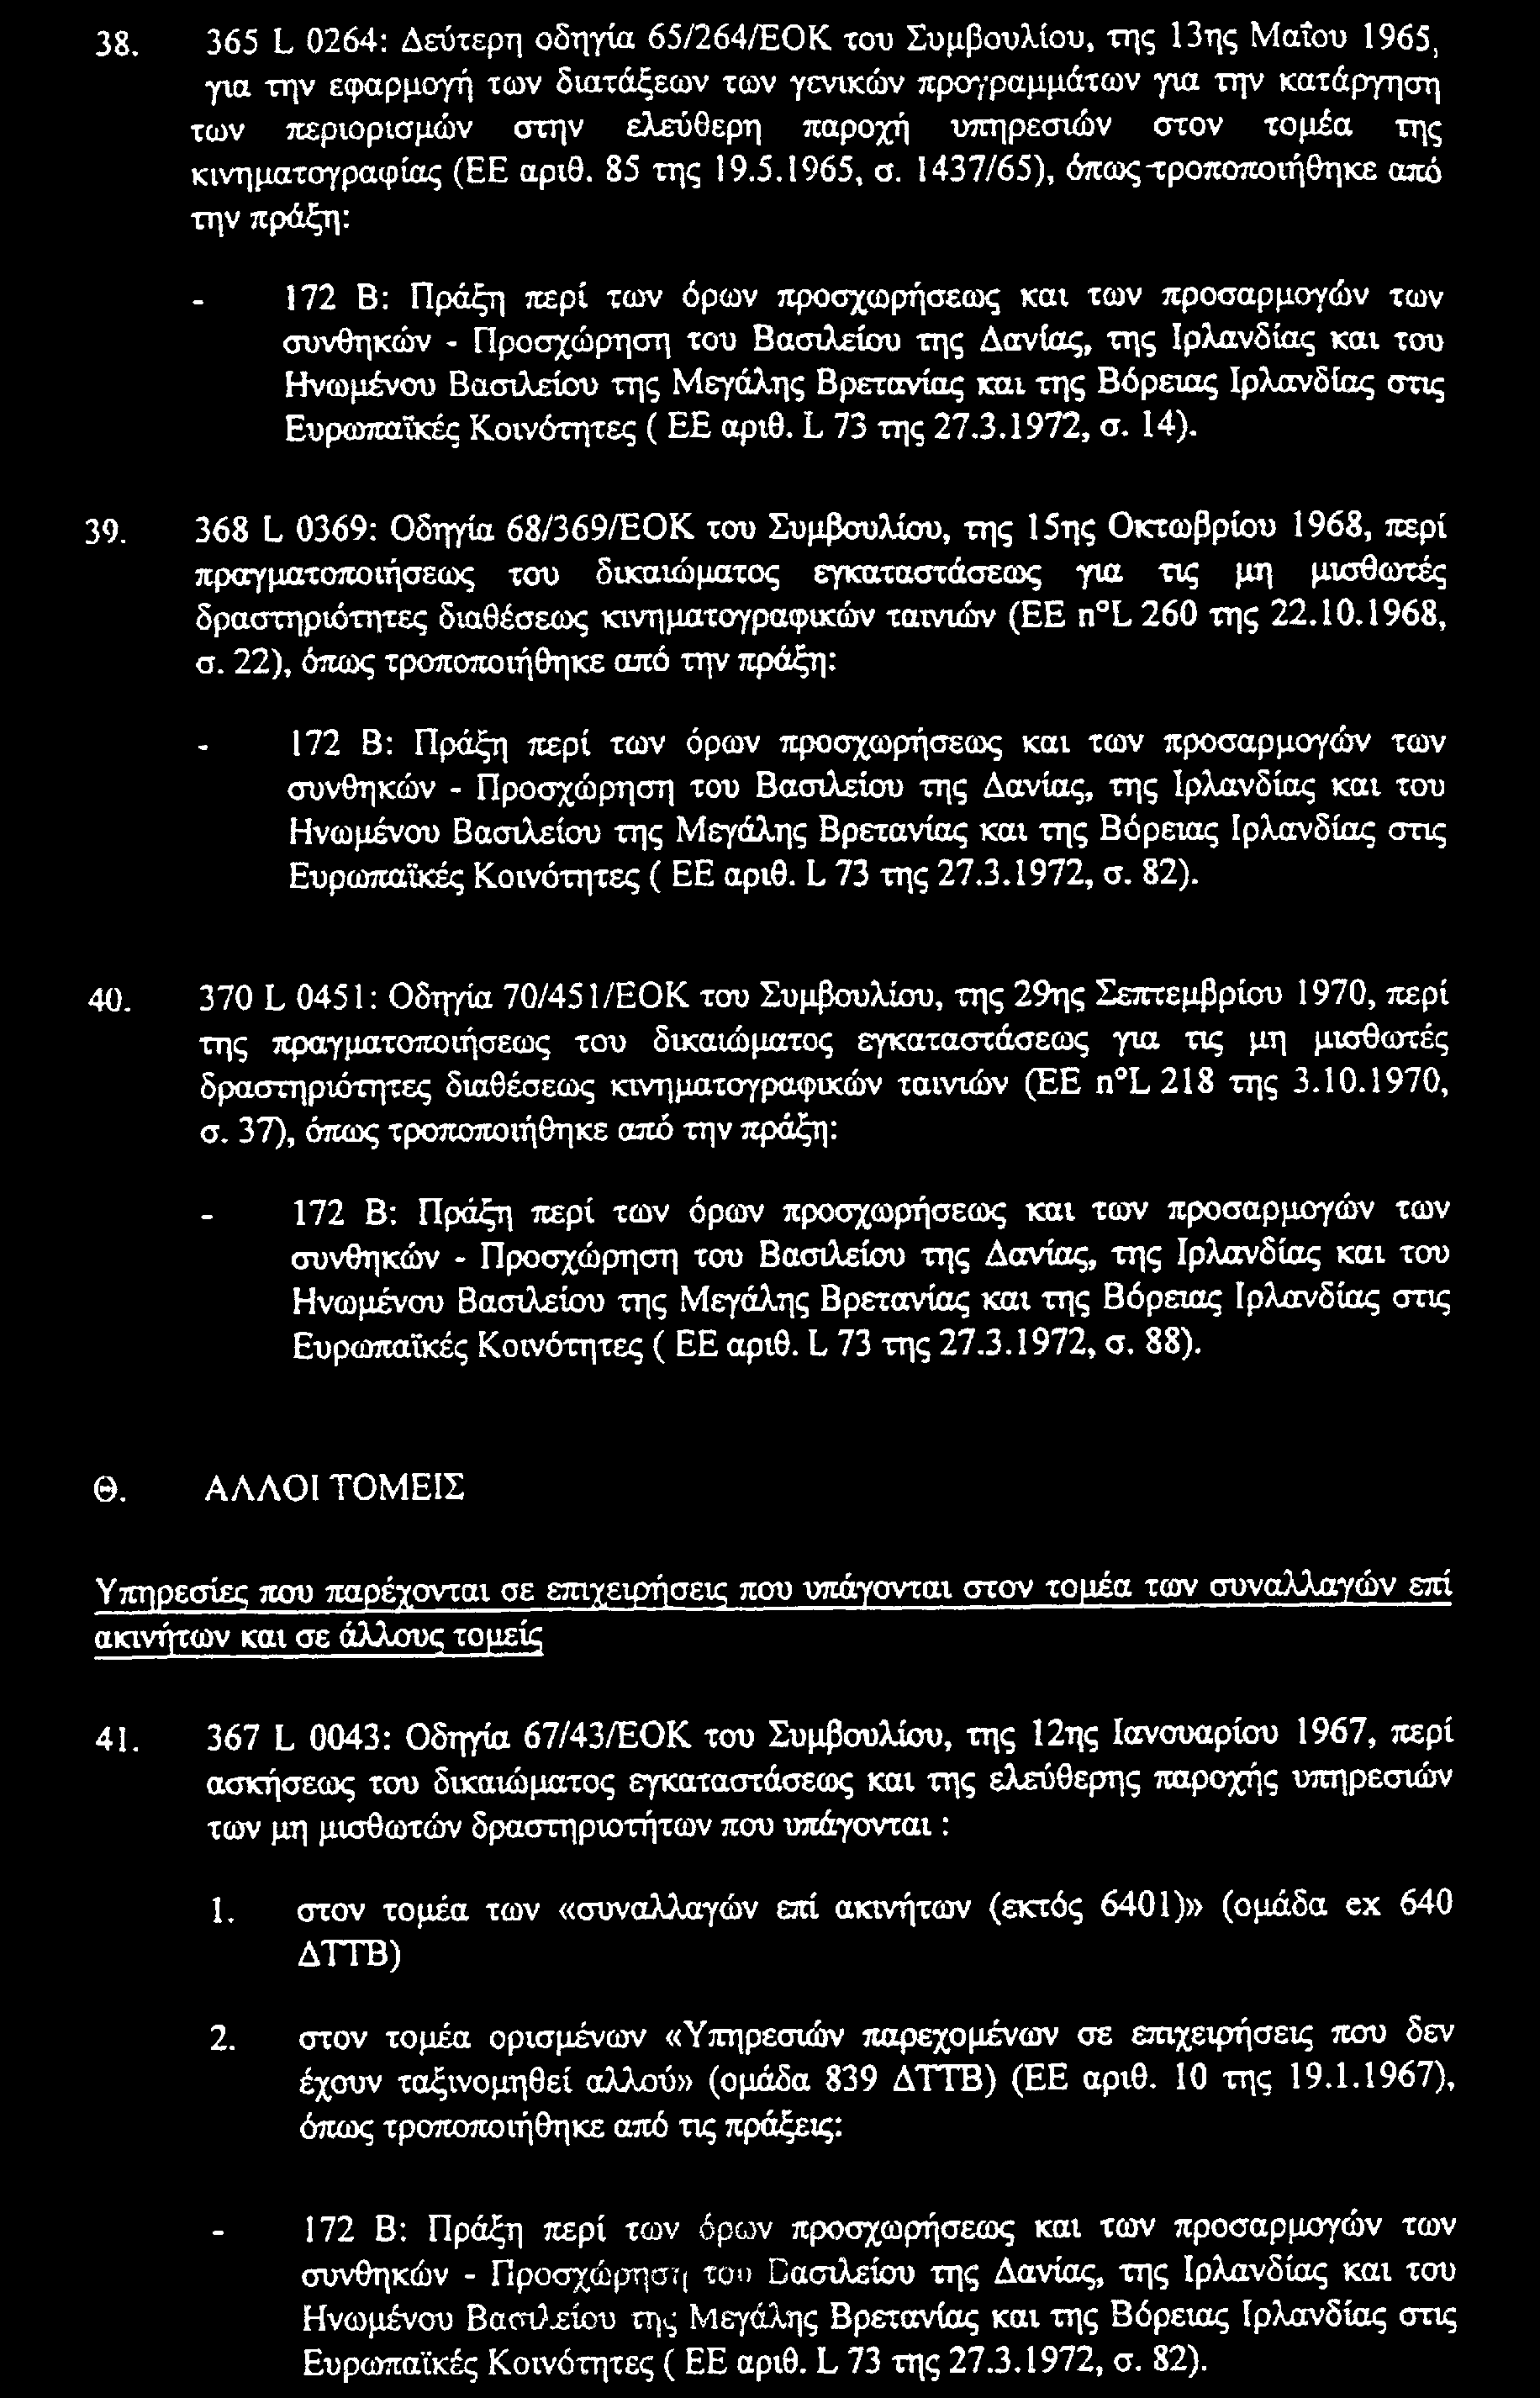 38. 365 L 0264: Δεύτερη οδηγία 65/264/ΕΟΚ του Συμβουλίου, της 13ης Μαΐου 1965,
για την εφαρμογή των διατάξεων των γενικών προγραμμάτων για την κατάργηση
των περιορισμών στην ελεύθερη παροχή υπηρεσιών στον τομέα της
κινηματογραφίας (ΕΕ αριθ. 85 της 19.5.1965, σ. 1437/65), όπως τροποποιήθηκε από
την πράξη:
- 172 Β: Πράξη περί των όρων προσχωρήσεως και των προσαρμογών των
συνθηκών - Προσχώρηση του Βασιλείου της Δανίας, της Ιρλανδίας και του
Ηνωμένου Βασιλείου της Μεγάλης Βρετανίας και της Βόρειας Ιρλανδίας στις
Ευρωπαϊκές Κοινότητες ( ΕΕ αριθ. L 73 της 27.3.1972, σ. 14).
39. 368 L 0369: Οδηγία 68/369/ΕΟΚ του Συμβουλίου, της 15ης Οκτωβρίου 1968, περί
πραγματοποιήσεως του δικαιώματος εγκαταστάσεως για τις μη μισθωτές
δραστηριότητες διαθέσεως κινηματογραφικών ταινιών (ΕΕ n°L 260 της 22.10.1968,
σ. 22), όπως τροποποιήθηκε από την πράξη:
- 172 Β: Πράξη περί των όρων προσχωρήσεως και των προσαρμογών των
συνθηκών - Προσχώρηση του Βασιλείου της Δανίας, της Ιρλανδίας και του
Ηνωμένου Βασιλείου της Μεγάλης Βρετανίας και της Βόρειας Ιρλανδίας στις
Ευρωπαϊκές Κοινότητες ( ΕΕ αριθ. L 73 της 27.3.1972, σ. 82).
40. 370 L 0451: Οδηγία 70/451/ΕΟΚ του Συμβουλίου, της 29ης Σεπτεμβρίου 1970, περί
της πραγματοποιήσεως του δικαιώματος εγκαταστάσεως για τις μη μισθωτές
δραστηριότητες διαθέσεως κινηματογραφικών ταινιών (ΕΕ n°L 218 της 3.10.1970,
σ. 37), όπως τροποποιήθηκε από την πράξη:
- 172 Β: Πράξη περί των όρων προσχωρήσεως και των προσαρμογών των
συνθηκών - Προσχώρηση του Βασιλείου της Δανίας, της Ιρλανδίας και του
Ηνωμένου Βασιλείου της Μεγάλης Βρετανίας και της Βόρειας Ιρλανδίας στις
Ευρωπαϊκές Κοινότητες ( ΕΕ αριθ. L 73 της 27.3.1972, σ. 88).
Θ. ΑΛΛΟΙ ΤΟΜΕΙΣ
Υπηρεσίες που παρέχονται σε επιχειρήσεις που υπάγονται στον τομέα των συναλλαγών επί
ακινήτων και σε άλλους τομείς
41. 367 L 0043: Οδηγία 67/43/ΕΟΚ του Συμβουλίου, της 12ης Ιανουαρίου 1967, περί
ασκήσεως του δικαιώματος εγκαταστάσεως και της ελεύθερης παροχής υπηρεσιών
των μη μισθωτών δραστηριοτήτων που υπάγονται :
1. στον τομέα των «συναλλαγών επί ακινήτων (εκτός 6401)» (ομάδα ex 640
ΔΤΤΒ)
2. στον τομέα ορισμένων «Υπηρεσιών παρεχομένων σε επιχειρήσεις που δεν
έχουν ταξινομηθεί αλλού» (ομάδα 839 ΔΤΤΒ) (ΕΕ αριθ. 10 της 19.1.1967),
όπως τροποποιήθηκε από τις πράξεις:
- 172 Β: Πράξη περί των όρων προσχωρήσεως και των προσαρμογών των
συνθηκών - Προσχώρηση του Βασιλείου της Δανίας, της Ιρλανδίας και του
Ηνωμένου Βασιλείου της Μεγάλης Βρετανίας και της Βόρειας Ιρλανδίας στις
Ευρωπαϊκές Κοινότητες ( ΕΕ αριθ. L 73 της 27.3.1972, σ. 82).